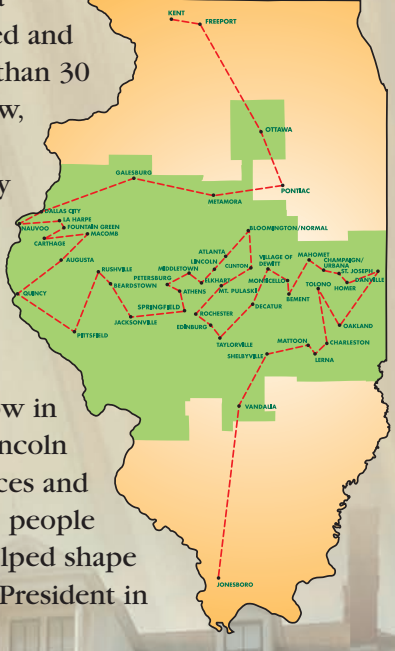 ed and
than 30
w,
y
ow in
incoln
ces and
people
elped shape
President in
KENT
FREEPORT
OTTAWA
PONTIAC
GALESBURG
METAMORA
DALLAS CITY
LA HARPE
NAUVOO
FOUNTAIN GREEN
MACOMB
CARTHAGE
AUGUSTA
QUINCY
RUSHVILLE
BEARDSTOWN
PITTSFIELD
JACKSONVILLE
BLOOMINGTON/NORMAL
ATLANTA
LINCOLN
MIDDLETOWN
PETERSBURG
CLINTON
VILLAGE OF
DEWITT
MAHOMET
CHAMPAIGN/
URBANA
ST. JOSEPH
DANVILLE
HOMER
ELKHART
ATHENS
MT. PULASKI
MONTICELLO
BEMENT
TOLONO
SPRINGFIELD
ROCHESTER
DECATUR
EDINBURG
TAYLORVILLE
OAKLAND
SHELBYVILLE
MATTOON
CHARLESTON
LERNA
VANDALIA
JONESBORO